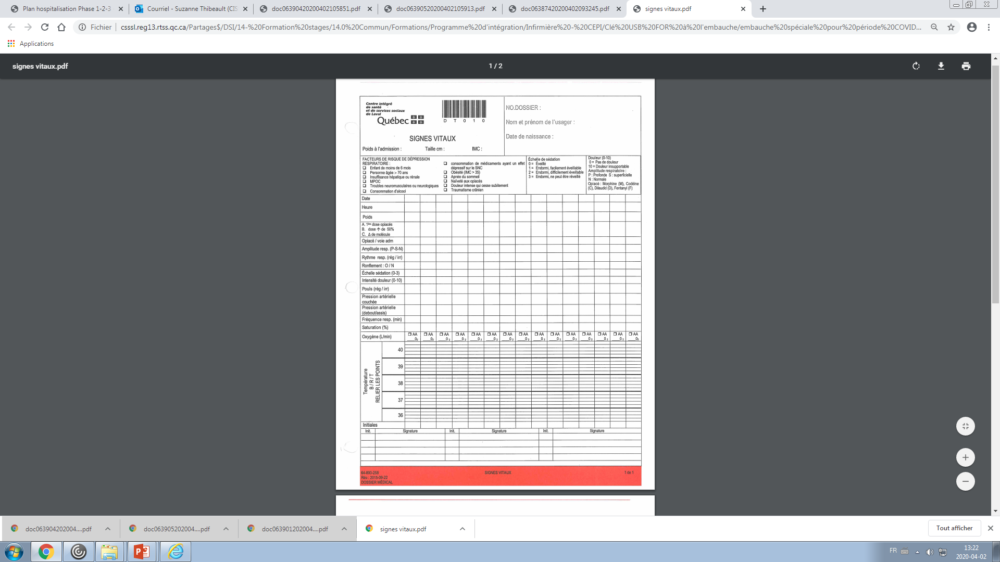 Plan hospitalisation Phase 1-2-3
Courriel - Suzanne Thibeault (CIS
doc06390420200402105851.pdf
doc06390520200402105913.pdf
doc06387420200402093245.pdf
signes vitaux.pdf
Fichier
csssl.reg13.rtss.qc.ca/Partages$/DSI/14-%20Formation%20stages/14.0%20Commun/Formations/Programme%20d'intégration/Infirmière%20-%20CEPI/Clé%20USB%20FOR%20à%20l'embauche/embauche%20spéciale%20pour%20période%20COVID...
Applications
signes vitaux.pdf
1 / 2
Centre intégré
de santé
et de services sociaux
de Laval
Québec
D T 0 1 0
SIGNES VITAUX
Poids à l'admission :
Taille cm :
IMC :
NO.DOSSIER :
Nom et prénom de l'usager :
Date de naissance :
FACTEURS DE RISQUE DE DÉPRESSION
RESPIRATOIRE :
Enfant de moins de 6 mois
Personne âgée > 70 ans
Insuffisance hépatique ou rénale
MPOC
Troubles neuromusculaires ou neurologiques
Consommation d'alcool
consommation de médicaments ayant un effet
dépressif sur le SNC
Obésité (IMC > 35)
Apnée du sommeil
Naïveté aux opiacés
Douleur intense qui cesse subitement
Traumatisme crânien
Échelle de sédation
0 = Éveillé
1 = Endormi, facilement éveillable
2 = Endormi, difficilement éveillable
3 = Endormi, ne peut être réveillé
Douleur (0-10)
0 = Pas de douleur
10 = Douleur insupportable
Amplitude respiratoire :
P : Profonde S : superficielle
N : Normale
Opiacé : Morphine (M), Codéine
(C), Dilaudid (D), Fentanyl (F)
Date
Heure
Poids
A. 1ère dose opiacés
B. dose ↑ de 50%
C. Δ de molécule
Opiacé / voie adm
Amplitude resp. (P-S-N)
Rythme resp. (rég / irr)
Ronflement : O / N
Échelle sédation (0-3)
Intensité douleur (0-10)
Pouls (rég / irr)
Pression artérielle
couchée
Pression artérielle
(debout/assis)
Fréquence resp. (min)
Saturation (%)
Oxygène (L/min)
AA AA AA AA AA AA AA AA AA AA AA AA AA AA AA
____02 ____02 ____02 ____02 ____02 ____02 ____02 ____02 ____02 ____02 ____02 ____02 ____02 ____02 ____02
Température
B / R / T
RELIER LES POINTS
40
39
38
37
36
Initiales
Init. Signature Init. Signature Init. Signature
64-800-258
Rév.: 2015-09-22
DOSSIER MÉDICAL
SIGNES VITAUX
1 de 1
doc063904202004....pdf
doc063905202004....pdf
doc063901202004....pdf
signes vitaux.pdf
Tout afficher
FR
13:22
2020-04-02